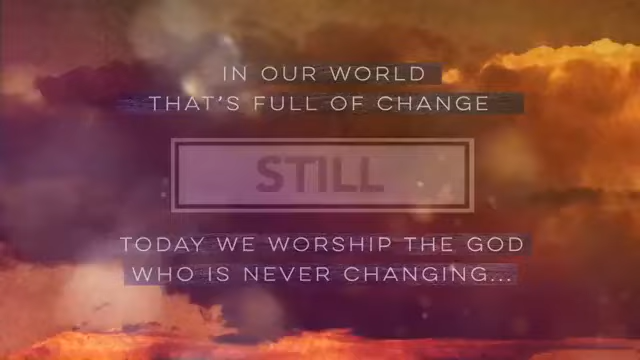 IN OUR WORLD
THAT'S FULL OF CHANGE
STILL
TODAY WE WORSHIP THE GOD
WHO IS NEVER CHANGING...